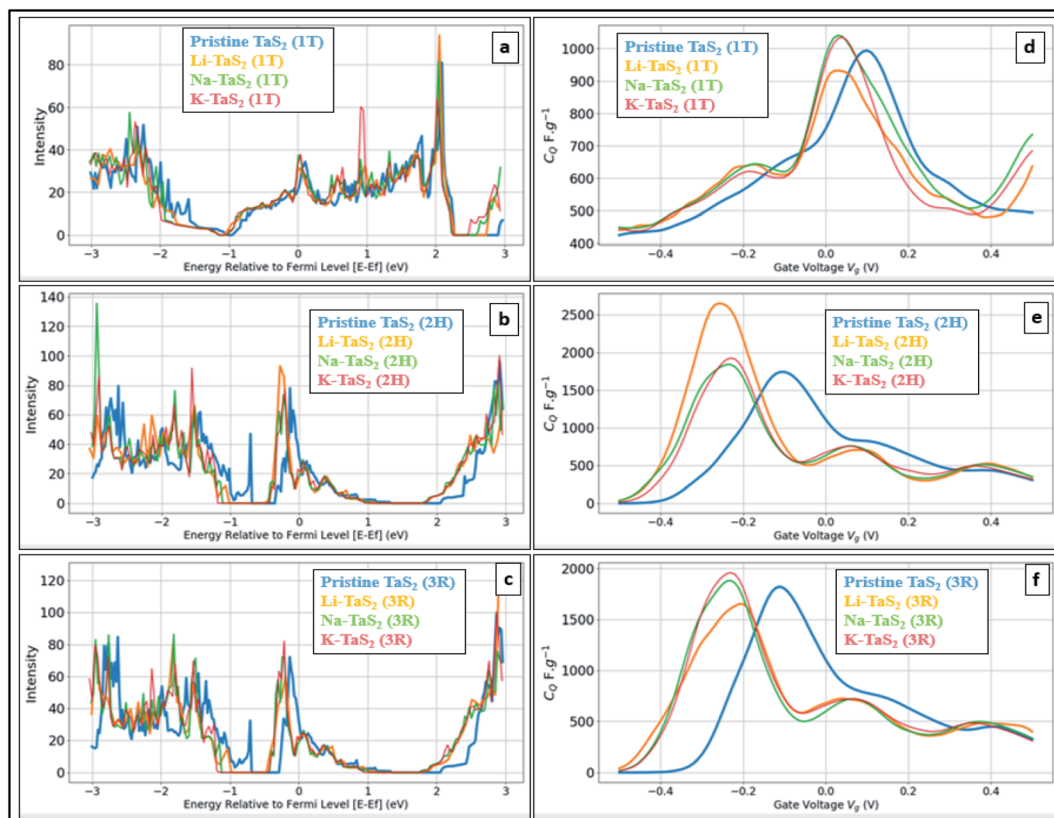 a
Pristine TaS₂ (1T)
Li-TaS₂ (1T)
Na-TaS₂ (1T)
K-TaS₂ (1T)
Intensity
80
60
40
20
0
−3 −2 −1 0 1 2 3
Energy Relative to Fermi Level [E-Ef] (eV)
d
Pristine TaS₂ (1T)
Li-TaS₂ (1T)
Na-TaS₂ (1T)
K-TaS₂ (1T)
C_Q F.g⁻¹
1000
900
800
700
600
500
400
−0.4 −0.2 0.0 0.2 0.4
Gate Voltage V_g (V)
b
Pristine TaS₂ (2H)
Li-TaS₂ (2H)
Na-TaS₂ (2H)
K-TaS₂ (2H)
Intensity
140
120
100
80
60
40
20
0
−3 −2 −1 0 1 2 3
Energy Relative to Fermi Level [E-Ef] (eV)
e
Pristine TaS₂ (2H)
Li-TaS₂ (2H)
Na-TaS₂ (2H)
K-TaS₂ (2H)
C_Q F.g⁻¹
2500
2000
1500
1000
500
0
−0.4 −0.2 0.0 0.2 0.4
Gate Voltage V_g (V)
c
Pristine TaS₂ (3R)
Li-TaS₂ (3R)
Na-TaS₂ (3R)
K-TaS₂ (3R)
Intensity
120
100
80
60
40
20
0
−3 −2 −1 0 1 2 3
Energy Relative to Fermi Level [E-Ef] (eV)
f
Pristine TaS₂ (3R)
Li-TaS₂ (3R)
Na-TaS₂ (3R)
K-TaS₂ (3R)
C_Q F.g⁻¹
2000
1500
1000
500
0
−0.4 −0.2 0.0 0.2 0.4
Gate Voltage V_g (V)